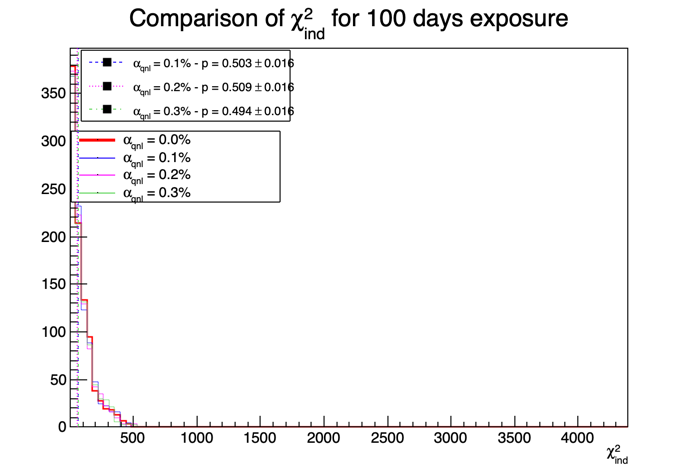 Comparison of χ²ind for 100 days exposure
αqnl = 0.1% - p = 0.503 ± 0.016
αqnl = 0.2% - p = 0.509 ± 0.016
αqnl = 0.3% - p = 0.494 ± 0.016
αqnl = 0.0%
αqnl = 0.1%
αqnl = 0.2%
αqnl = 0.3%
350
300
250
200
150
100
50
0
500 1000 1500 2000 2500 3000 3500 4000
χ²ind